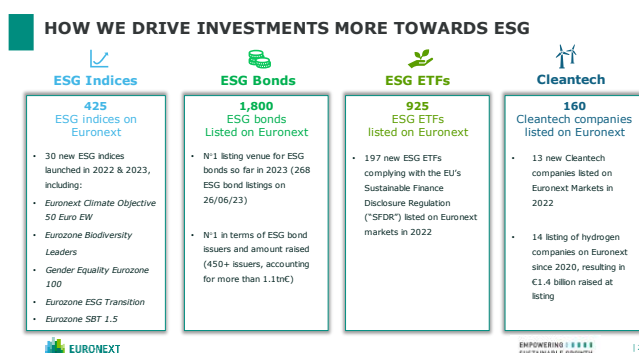 HOW WE DRIVE INVESTMENTS MORE TOWARDS ESG
ESG Indices
425
ESG indices on
Euronext
• 30 new ESG indices
launched in 2022 & 2023,
including:
• Euronext Climate Objective
50 Euro EW
• Eurozone Biodiversity
Leaders
• Gender Equality Eurozone
100
• Eurozone ESG Transition
• Eurozone SBT 1.5
ESG Bonds
1,800
ESG bonds
Listed on Euronext
• N°1 listing venue for ESG
bonds so far in 2023 (268
ESG bond listings on
26/06/23)
• N°1 in terms of ESG bond
issuers and amount raised
(450+ issuers, accounting
for more than 1.1tn€)
ESG ETFs
925
ESG ETFs
listed on Euronext
• 197 new ESG ETFs
complying with the EU's
Sustainable Finance
Disclosure Regulation
("SFDR") listed on Euronext
markets in 2022
Cleantech
160
Cleantech companies
listed on Euronext
• 13 new Cleantech
companies listed on
Euronext Markets in
2022
• 14 listing of hydrogen
companies on Euronext
since 2020, resulting in
€1.4 billion raised at
listing
EURONEXT
EMPOWERING
SUSTAINABLE GROWTH